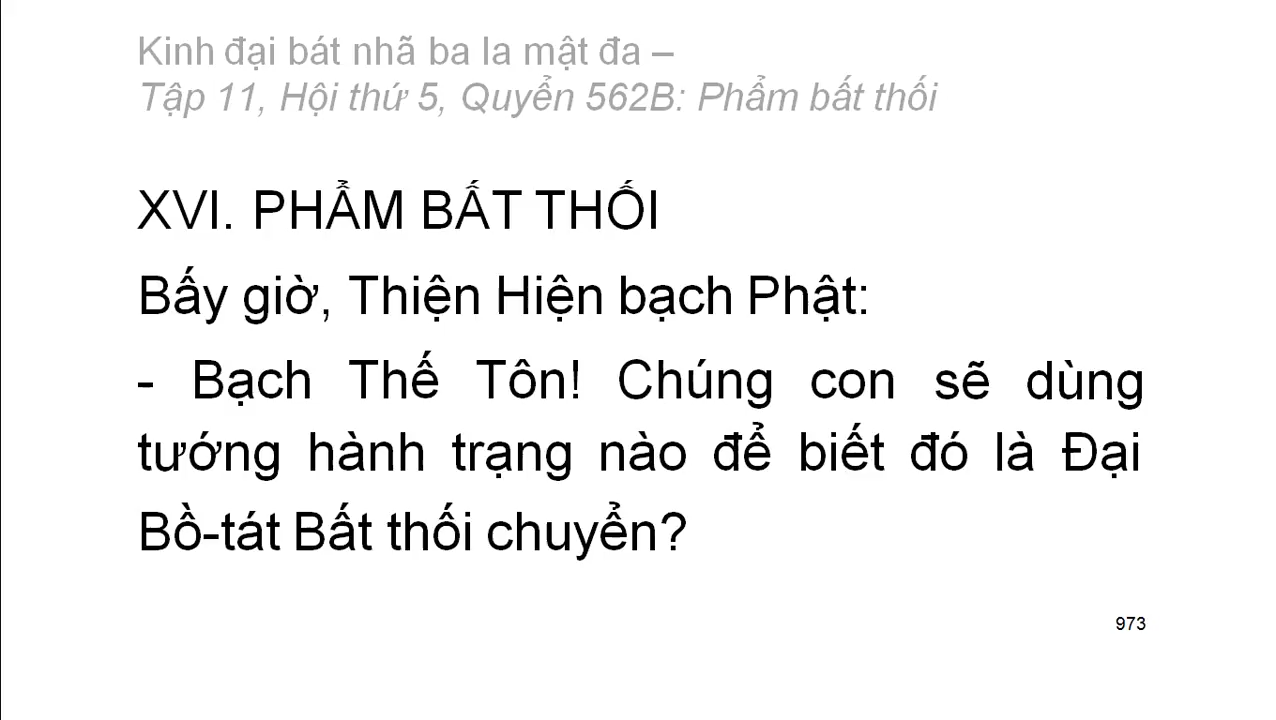 Kinh đại bát nhã ba la mật đa –
Tập 11, Hội thứ 5, Quyển 562B: Phẩm bất thối
XVI. PHẨM BẤT THỐI
Bấy giờ, Thiện Hiện bạch Phật:
- Bạch Thế Tôn! Chúng con sẽ dùng
tướng hành trạng nào để biết đó là Đại
Bồ-tát Bất thối chuyển?
973